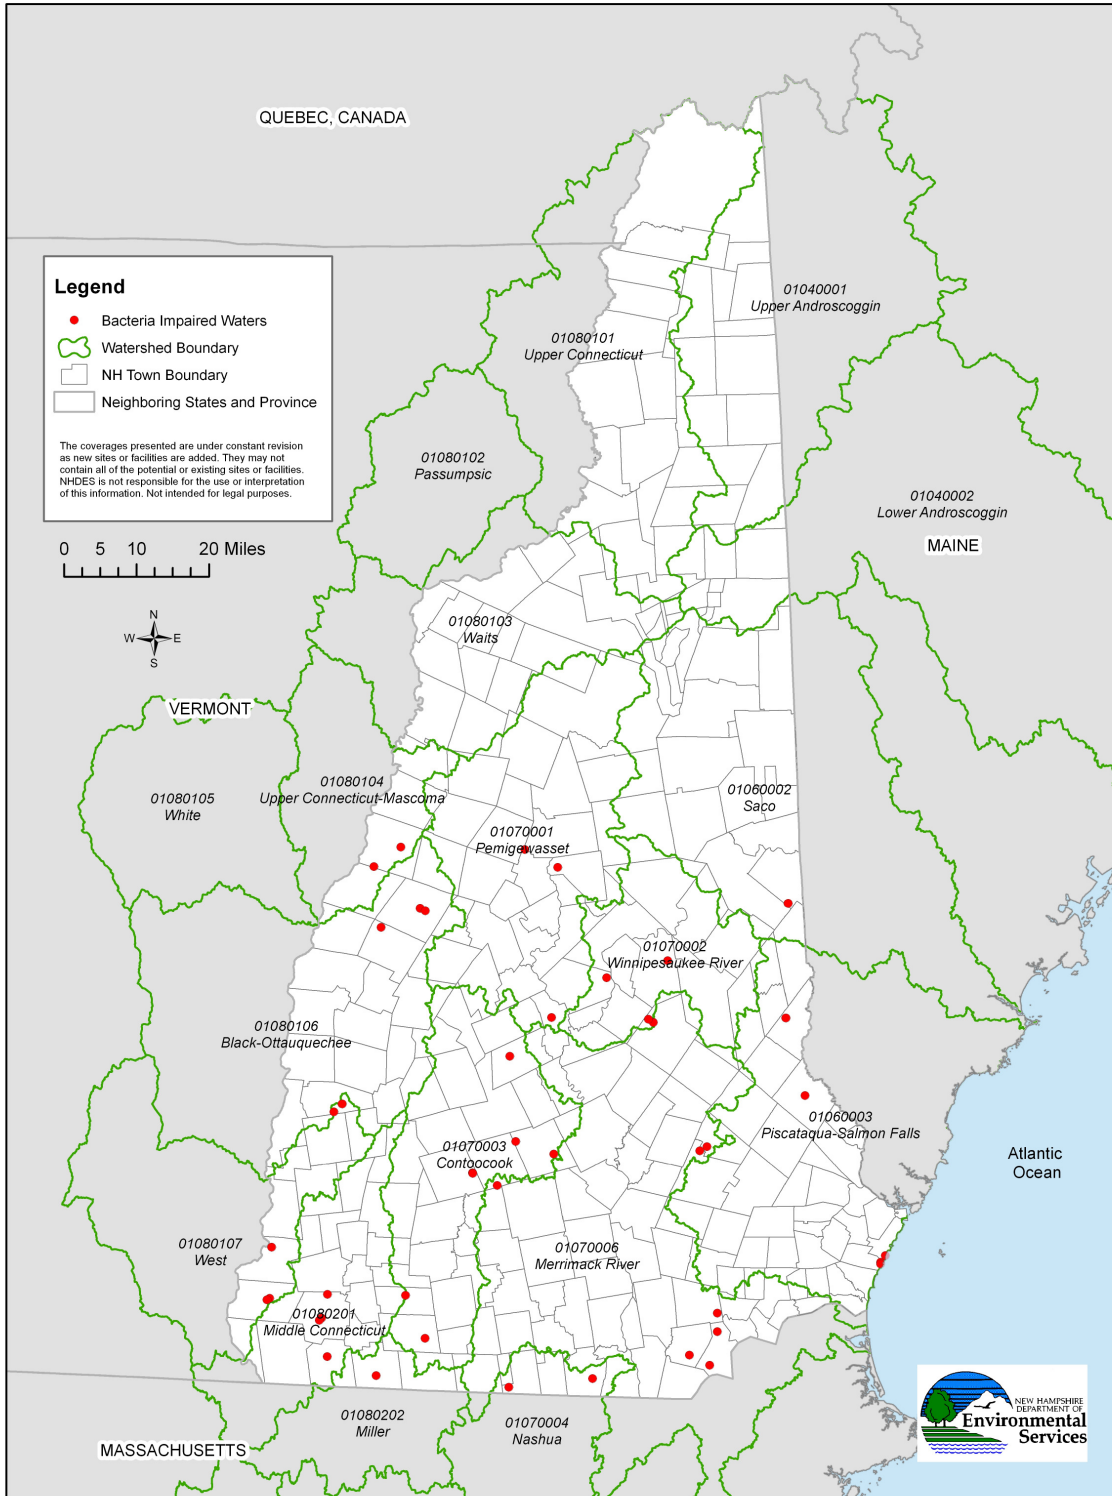 QUEBEC, CANADA
Legend
Bacteria Impaired Waters
Watershed Boundary
NH Town Boundary
Neighboring States and Province
The coverages presented are under constant revision
as new sites or facilities are added. They may not
contain all of the potential or existing sites or facilities.
NHDES is not responsible for the use or interpretation
of this information. Not intended for legal purposes.
0 5 10 20 Miles
N
W E
S
01040001
Upper Androscoggin
01080101
Upper Connecticut
01080102
Passumpsic
01040002
Lower Androscoggin
MAINE
01080103
Waits
VERMONT
01080104
Upper Connecticut-Mascoma
01080105
White
01060002
Saco
01070001
Pemigewasset
01070002
Winnipesaukee River
01080106
Black-Ottauquechee
01060003
Piscataqua-Salmon Falls
01070003
Contoocook
Atlantic
Ocean
01080107
West
01070006
Merrimack River
01080201
Middle Connecticut
01080202
Miller
01070004
Nashua
MASSACHUSETTS
NEW HAMPSHIRE
DEPARTMENT OF
Environmental
Services